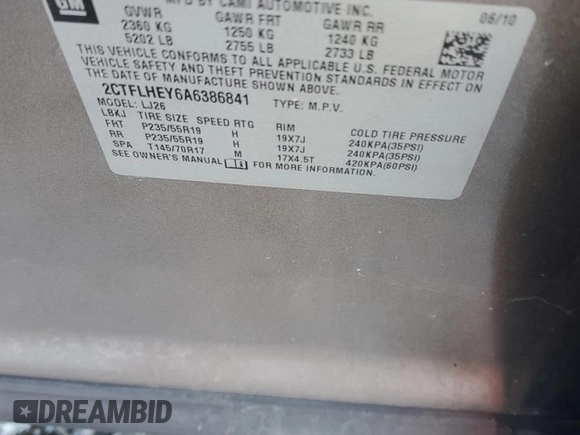 GM
CAMI AUTOMOTIVE INC. 06/10
GVWR GAWR FRT GAWR RR
2360 KG 1250 KG 1240 KG
5202 LB 2755 LB 2733 LB
THIS VEHICLE CONFORMS TO ALL APPLICABLE U.S. FEDERAL MOTOR
VEHICLE SAFETY AND THEFT PREVENTION STANDARDS IN EFFECT ON
THE DATE OF MANUFACTURE SHOWN ABOVE.
2CTFLHEY6A6386841 TYPE: M.P.V.
MODEL: LJ26
LBKJ TIRE SIZE SPEED RTG RIM COLD TIRE PRESSURE
FRT P235/55R19 H 19X7J 240KPA(35PSI)
RR P235/55R19 H 19X7J 240KPA(35PSI)
SPA T145/70R17 M 17X4.5T 420KPA(60PSI)
SEE OWNER'S MANUAL FOR MORE INFORMATION.
DREAMBID